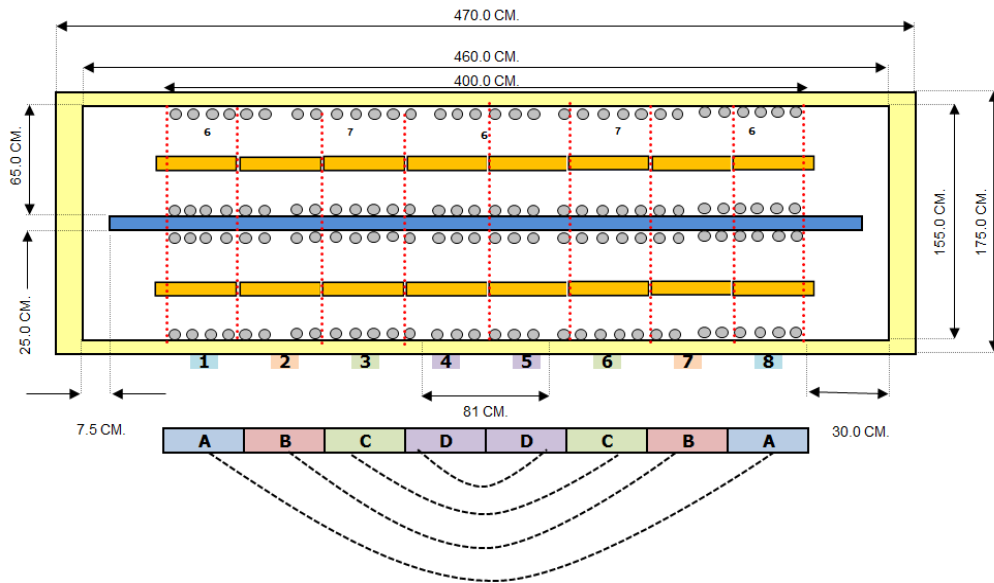 470.0 CM.
460.0 CM.
400.0 CM.
6 7 6 7 6
65.0 CM.
25.0 CM.
155.0 CM.
175.0 CM.
1 2 3 4 5 6 7 8
81 CM.
7.5 CM.
30.0 CM.
A B C D D C B A